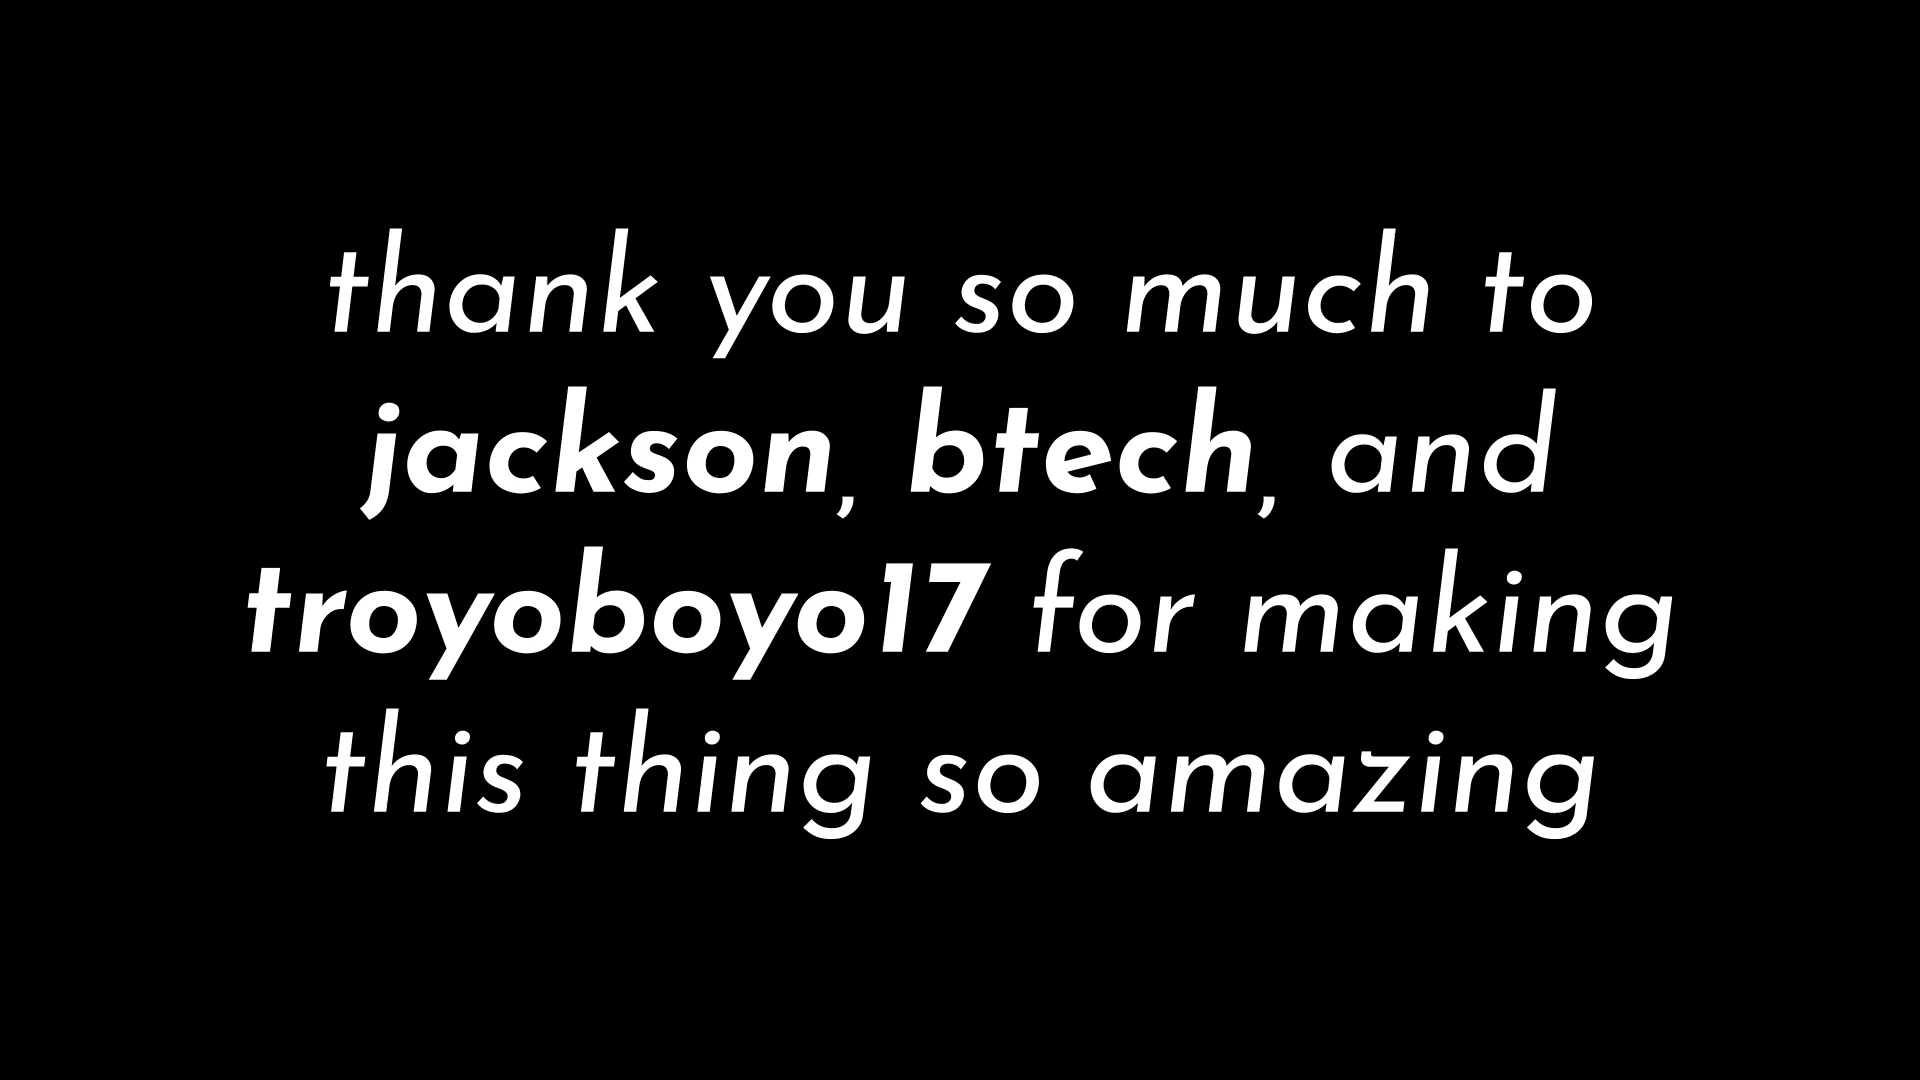 thank you so much to
jackson, btech, and
troyoboyo17 for making
this thing so amazing